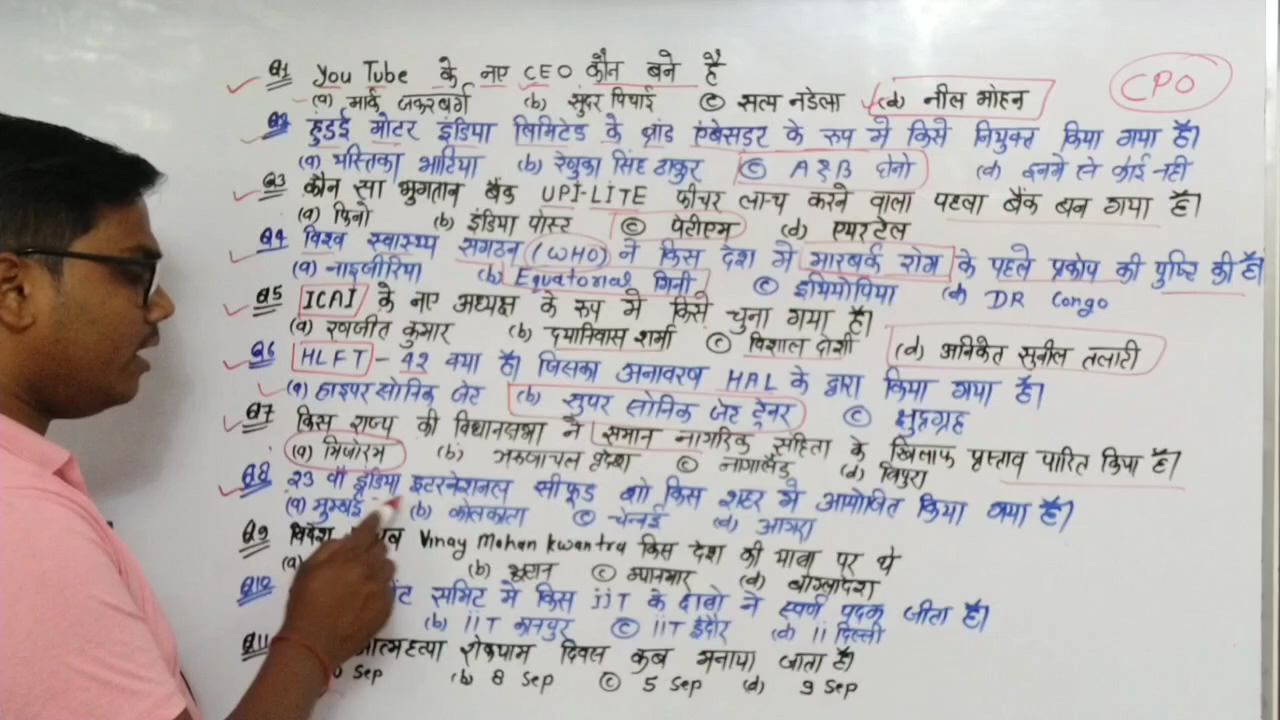 Q1 YouTube के नए CEO कौन बने है
(a) मार्क जकरबर्ग (b) सुंदर पिचाई (c) सत्य नडेला (d) नील मोहन
CPO
Q2 हुंडई मोटर इंडिया लिमिटेड के ब्रांड एंबेसडर के रूप मे किसे नियुक्त किया गया है।
(a) यस्तिका भाटिया (b) रेणुका सिंह ठाकुर (c) A & B दोनो (d) इनमे से कोई नही
Q3 कौन सा भुगतान बैंक UPI-LITE फीचर लान्च करने वाला पहला बैंक बन गया है।
(a) फिनो (b) इंडिया पोस्ट (c) पेटीएम (d) एयरटेल
Q4 विश्व स्वास्थ्य संगठन (WHO) ने किस देश मे मारबर्क रोग के पहले प्रकोप की पुष्टि की है।
(a) नाइजीरिया (b) Equatorial गिनी (c) इथियोपिया (d) DR Congo
Q5 ICAI के नए अध्यक्ष के रूप मे किसे चुना गया है।
(a) रणजीत कुमार (b) दयानिवास शर्मा (c) विशाल दोशी (d) अनिकेत सुनील तलाटी
Q6 HLFT - 42 क्या है। जिसका अनावरण HAL के द्वारा किया गया है।
(a) हाइपर सोनिक जेट (b) सुपर सोनिक जेट ट्रेनर (c) क्षुद्रग्रह
Q7 किस राज्य की विधानसभा ने समान नागरिक संहिता के खिलाफ प्रस्ताव पारित किया है।
(a) मिजोरम (b) अरुणाचल प्रदेश (c) नागालैंड (d) त्रिपुरा
Q8 23 वॉ इंडिया इंटरनेशनल सीफूड शो किस शहर मे आयोजित किया गया है।
(a) मुम्बई (b) कोलकाता (c) चेन्नई (d) आगरा
Q9 विदेश Vinay Mohan Kwantra किस देश की यात्रा पर थे
(a) (b) भूटान (c) म्यानमार (d) बांग्लादेश
Q10 समिट मे किस IIT के छात्रो ने स्वर्ण पदक जीता है।
(b) IIT कानपुर (c) IIT इंदौर (d) II दिल्ली
Q11 आत्महत्या रोकथाम दिवस कब मनाया जाता है।
Sep (b) 8 Sep (c) 5 Sep (d) 9 Sep